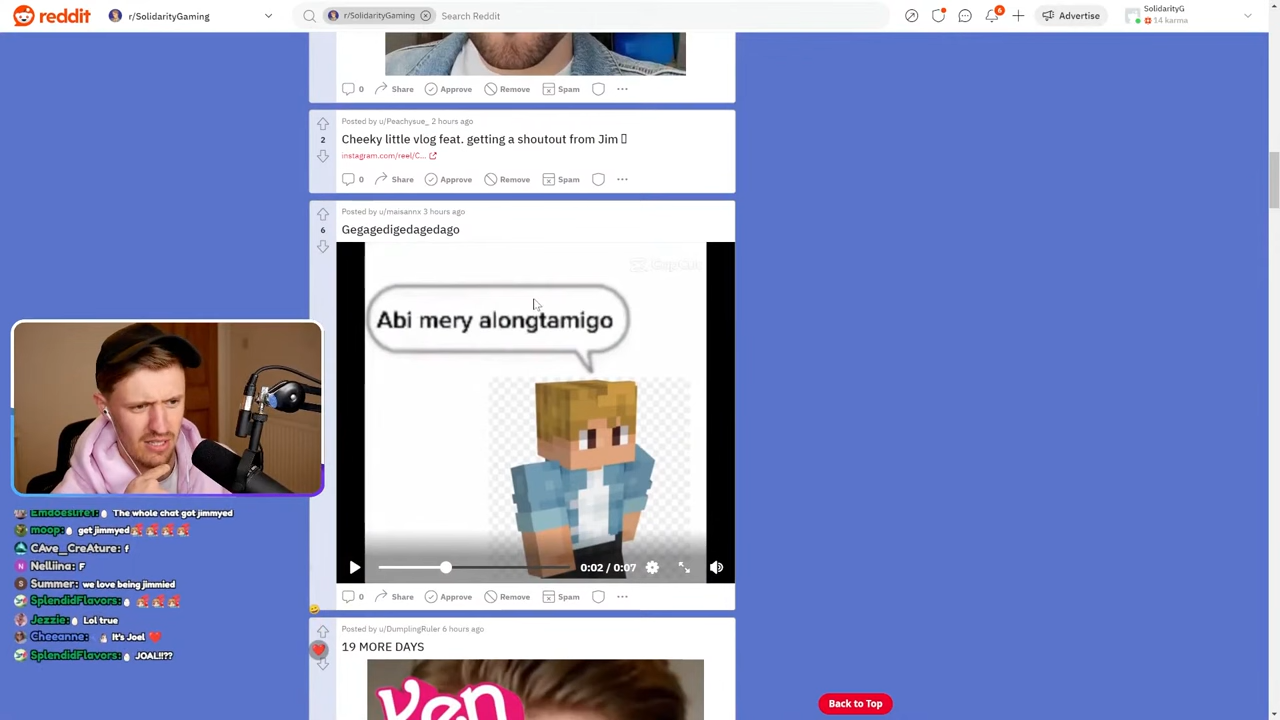 reddit
r/SolidarityGaming
r/SolidarityGaming
Search Reddit
6
Advertise
SolidarityG
14 karma
0
Share
Approve
Remove
Spam
Posted by u/Peachysue_ 2 hours ago
2
Cheeky little vlog feat. getting a shoutout from Jim
instagram.com/reel/C...
0
Share
Approve
Remove
Spam
Posted by u/maisannx 3 hours ago
6
Gegagedigedagedago
CapCut
Abi mery alongtamigo
0:02 / 0:07
0
Share
Approve
Remove
Spam
Emdoeslife1: The whole chat got jimmyed
moop: get jimmyed
CAve_CreAture: f
Nelliina: F
Summer: we love being jimmied
SplendidFlavors:
Jezzie: Lol true
Cheeanne: It's Joel
SplendidFlavors: JOAL!!??
Posted by u/DumplingRuler 6 hours ago
19 MORE DAYS
Ken
Back to Top